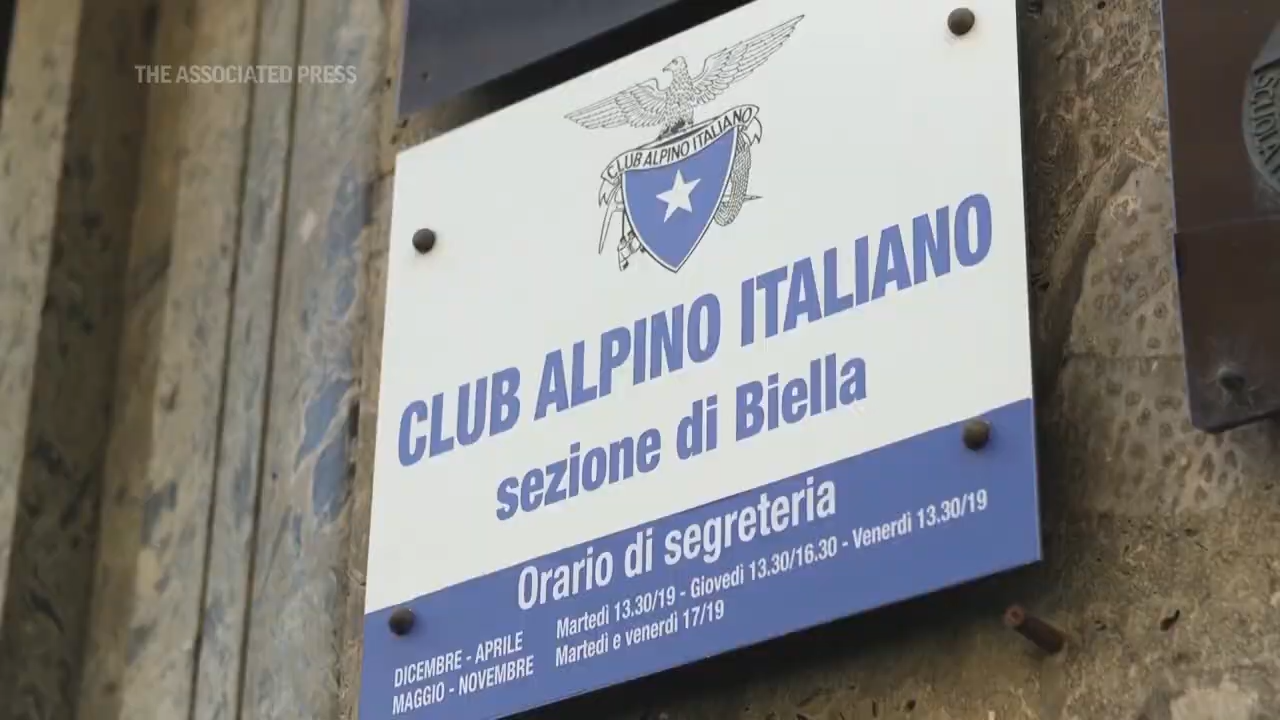 THE ASSOCIATED PRESS
CLUB ALPINO ITALIANO
CLUB ALPINO ITALIANO
sezione di Biella
Orario di segreteria
DICEMBRE - APRILE Martedì 13.30/19 - Giovedì 13.30/16.30 - Venerdì 13.30/19
MAGGIO - NOVEMBRE Martedì e venerdì 17/19
SCUOLA